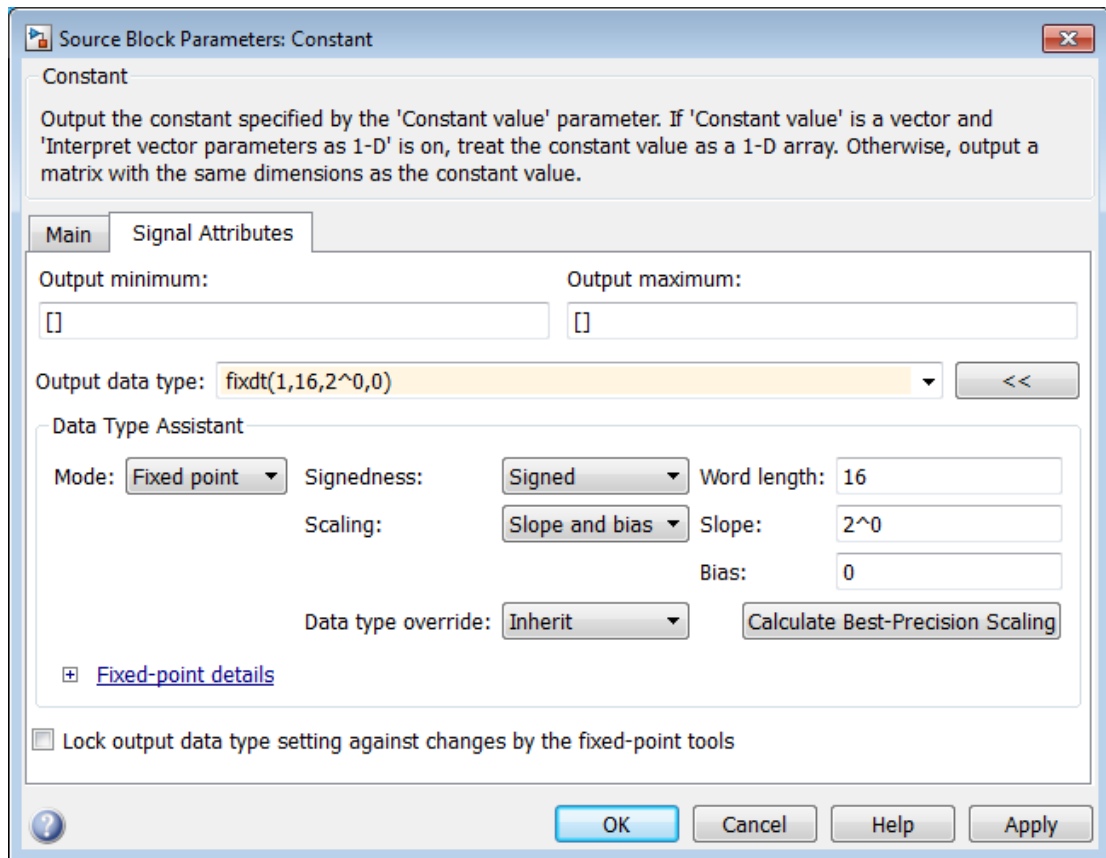 Source Block Parameters: Constant
Constant
Output the constant specified by the 'Constant value' parameter. If 'Constant value' is a vector and
'Interpret vector parameters as 1-D' is on, treat the constant value as a 1-D array. Otherwise, output a
matrix with the same dimensions as the constant value.
Main Signal Attributes
Output minimum: Output maximum:
[] []
Output data type: fixdt(1,16,2^0,0) <<
Data Type Assistant
Mode: Fixed point Signedness: Signed Word length: 16
Scaling: Slope and bias Slope: 2^0
Bias: 0
Data type override: Inherit Calculate Best-Precision Scaling
Fixed-point details
Lock output data type setting against changes by the fixed-point tools
OK Cancel Help Apply